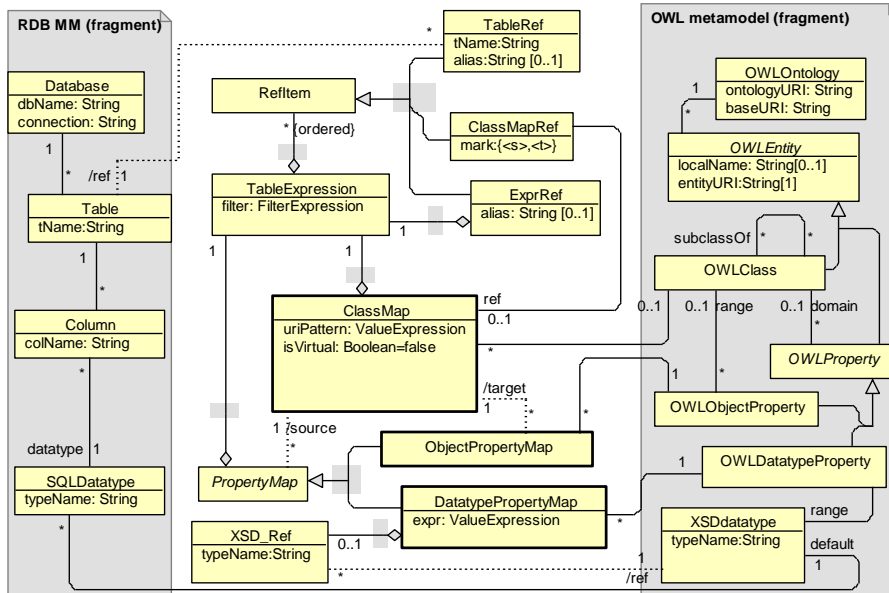 RDB MM (fragment)
Database
dbName: String
connection: String
1
*
/ref
1
Table
tName:String
1
*
Column
colName: String
*
datatype
1
SQLDatatype
typeName: String
*
*
TableRef
tName:String
alias:String [0..1]
RefItem
*
{ordered}
ClassMapRef
mark:{<s>,<t>}
TableExpression
filter: FilterExpression
1
1
1
ExprRef
alias: String [0..1]
ClassMap
uriPattern: ValueExpression
isVirtual: Boolean=false
ref
0..1
*
/target
1
*
*
1
/source
*
ObjectPropertyMap
PropertyMap
DatatypePropertyMap
expr: ValueExpression
*
XSD_Ref
typeName:String
0..1
*
OWL metamodel (fragment)
OWLOntology
ontologyURI: String
baseURI: String
1
*
OWLEntity
localName: String[0..1]
entityURI:String[1]
subclassOf
*
*
OWLClass
0..1
0..1
range
0..1
domain
*
OWLProperty
1
*
OWLObjectProperty
1
OWLDatatypeProperty
XSDdatatype
typeName:String
range
default
1
1
/ref